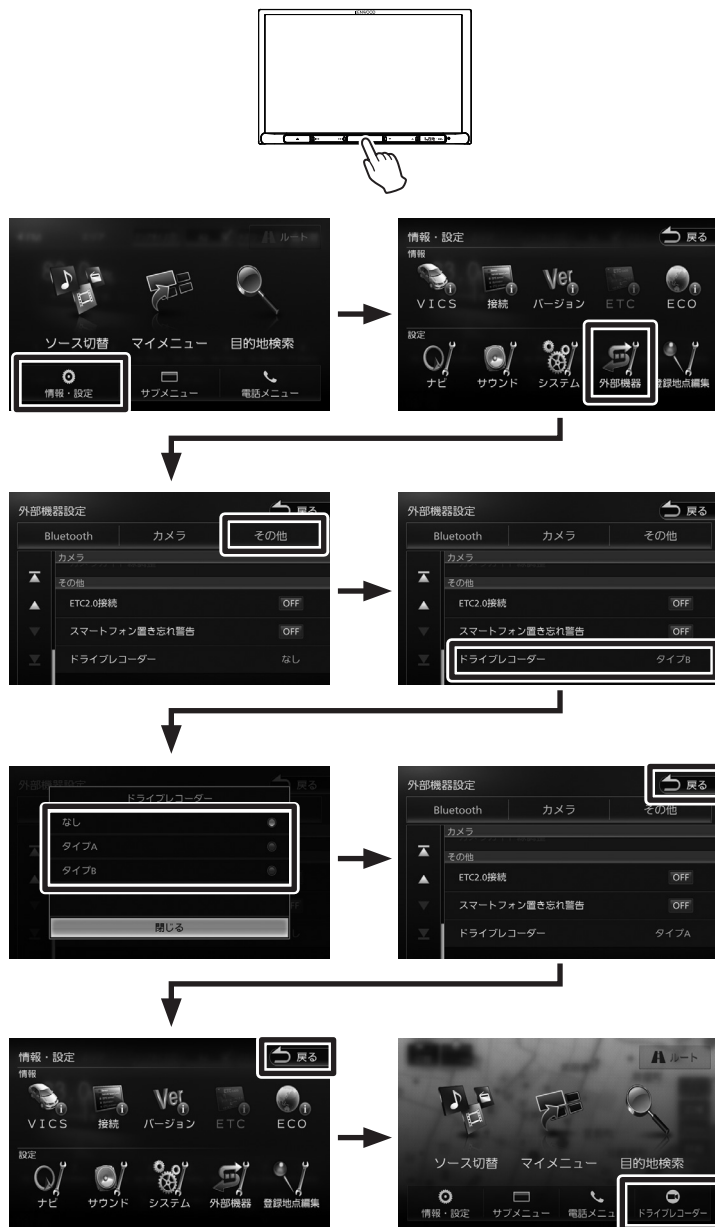 KENWOOD
ルート
ソース切替 マイメニュー 目的地検索
情報・設定 サブメニュー 電話メニュー
情報・設定 戻る
情報
VICS 接続 バージョン ETC ECO
設定
ナビ サウンド システム 外部機器 登録地点編集
外部機器設定 戻る
Bluetooth カメラ その他
カメラ
その他
ETC2.0接続 OFF
スマートフォン置き忘れ警告 OFF
ドライブレコーダー なし
外部機器設定 戻る
Bluetooth カメラ その他
カメラ
その他
ETC2.0接続 OFF
スマートフォン置き忘れ警告 OFF
ドライブレコーダー タイプB
外部機器設定 戻る
ドライブレコーダー
なし
タイプA
タイプB
閉じる
外部機器設定 戻る
Bluetooth カメラ その他
カメラ
その他
ETC2.0接続 OFF
スマートフォン置き忘れ警告 OFF
ドライブレコーダー タイプA
情報・設定 戻る
情報
VICS 接続 バージョン ETC ECO
設定
ナビ サウンド システム 外部機器 登録地点編集
ルート
ソース切替 マイメニュー 目的地検索
情報・設定 サブメニュー 電話メニュ ドライブレコーダー